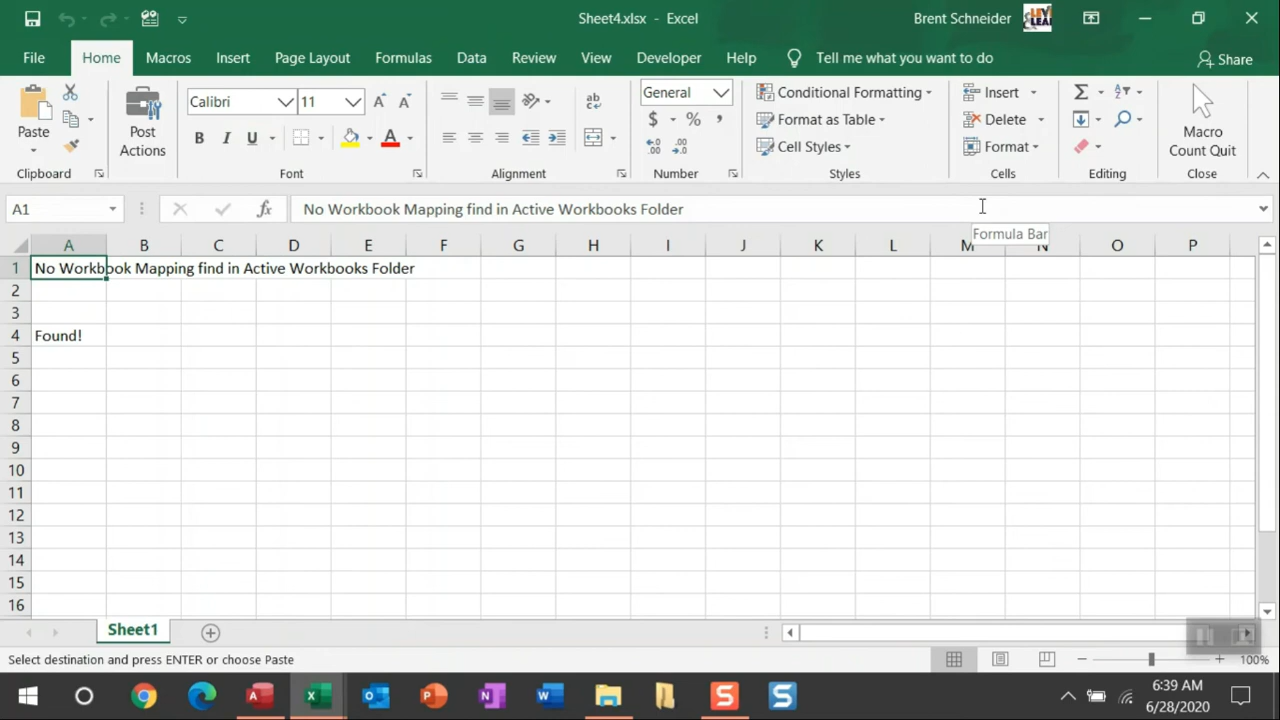 Sheet4.xlsx - Excel
Brent Schneider
File Home Macros Insert Page Layout Formulas Data Review View Developer Help Tell me what you want to do Share
Paste
Clipboard
Post Actions
Calibri 11
B I U A
Font
ab
Alignment
General
$ % ,
Number
Conditional Formatting
Format as Table
Cell Styles
Styles
Insert
Delete
Format
Cells
Editing
Macro Count Quit
Close
A1 fx No Workbook Mapping find in Active Workbooks Folder
Formula Bar
A B C D E F G H I J K L M N O P
1 No Workbook Mapping find in Active Workbooks Folder
2
3
4 Found!
5
6
7
8
9
10
11
12
13
14
15
16
Sheet1
Select destination and press ENTER or choose Paste
100%
6:39 AM
6/28/2020